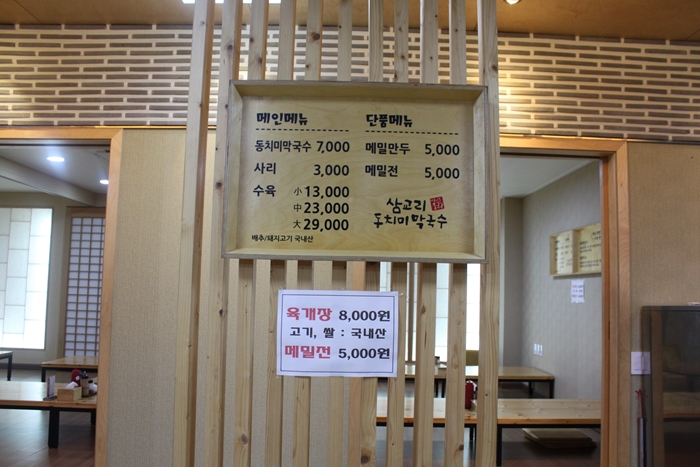 메인메뉴
동치미막국수 7,000
사리 3,000
수육 小 13,000
中 23,000
大 29,000
배추/돼지고기 국내산
단품메뉴
메밀만두 5,000
메밀전 5,000
삼고리
동치미막국수
육개장 8,000원
고기, 쌀 : 국내산
메밀전 5,000원